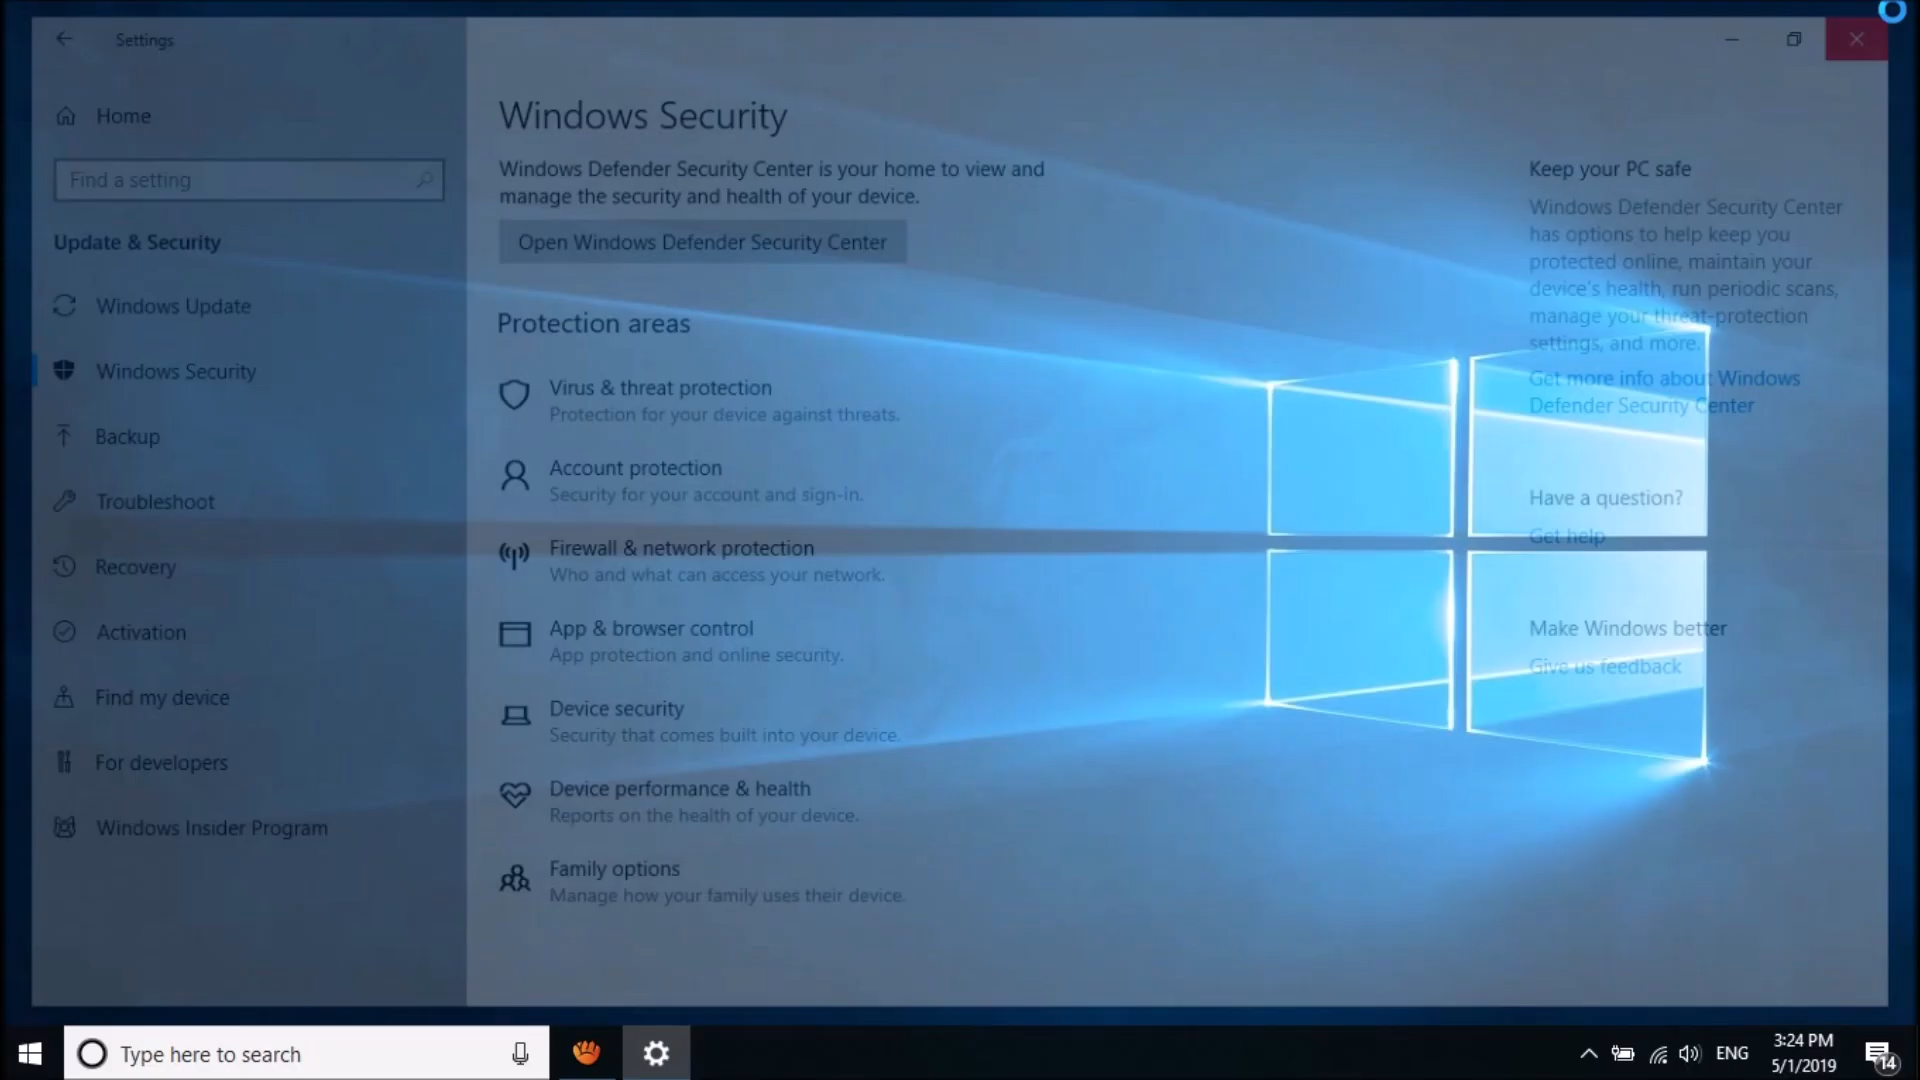 Settings
Home
Find a setting
Update & Security
Windows Update
Windows Security
Backup
Troubleshoot
Recovery
Activation
Find my device
For developers
Windows Insider Program
Windows Security
Windows Defender Security Center is your home to view and
manage the security and health of your device.
Open Windows Defender Security Center
Protection areas
Virus & threat protection
Protection for your device against threats.
Account protection
Security for your account and sign-in.
Firewall & network protection
Who and what can access your network.
App & browser control
App protection and online security.
Device security
Security that comes built into your device.
Device performance & health
Reports on the health of your device.
Family options
Manage how your family uses their device.
Keep your PC safe
Windows Defender Security Center
has options to help keep you
protected online, maintain your
device's health, run periodic scans,
manage your threat-protection
settings, and more.
Get more info about Windows
Defender Security Center
Have a question?
Get help
Make Windows better
Give us feedback
Type here to search
ENG
3:24 PM
5/1/2019
14